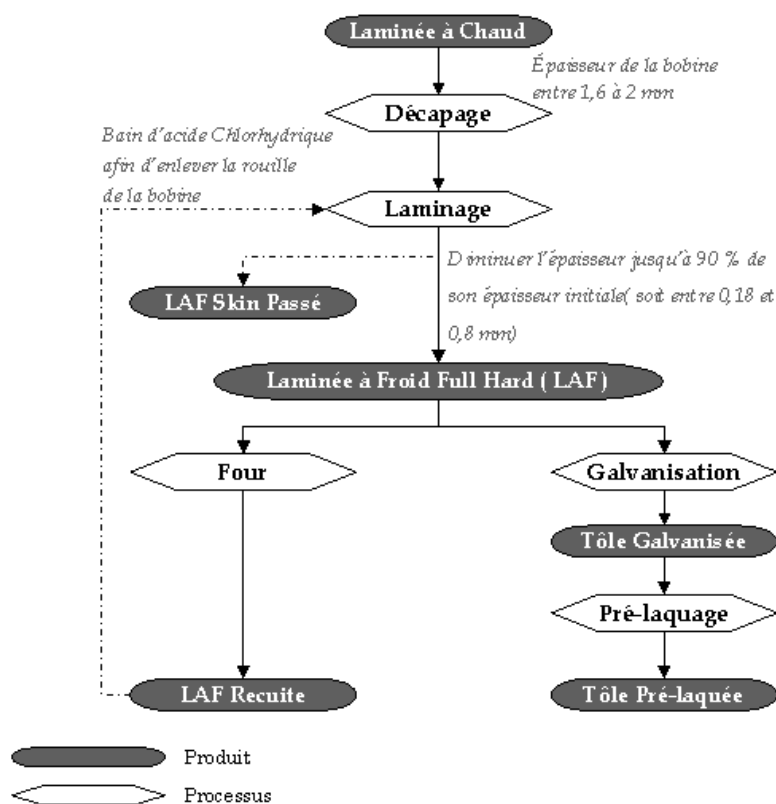 Laminée à Chaud
Épaisseur de la bobine
entre 1,6 à 2 mm
Décapage
Bain d'acide Chlorhydrique
afin d'enlever la rouille
de la bobine
Laminage
Diminuer l'épaisseur jusqu'à 90 % de
son épaisseur initiale( soit entre 0,18 et
0,8 mm)
LAF Skin Passé
Laminée à Froid Full Hard ( LAF)
Four
Galvanisation
Tôle Galvanisée
Pré-laquage
LAF Recuite
Tôle Pré-laquée
Produit
Processus